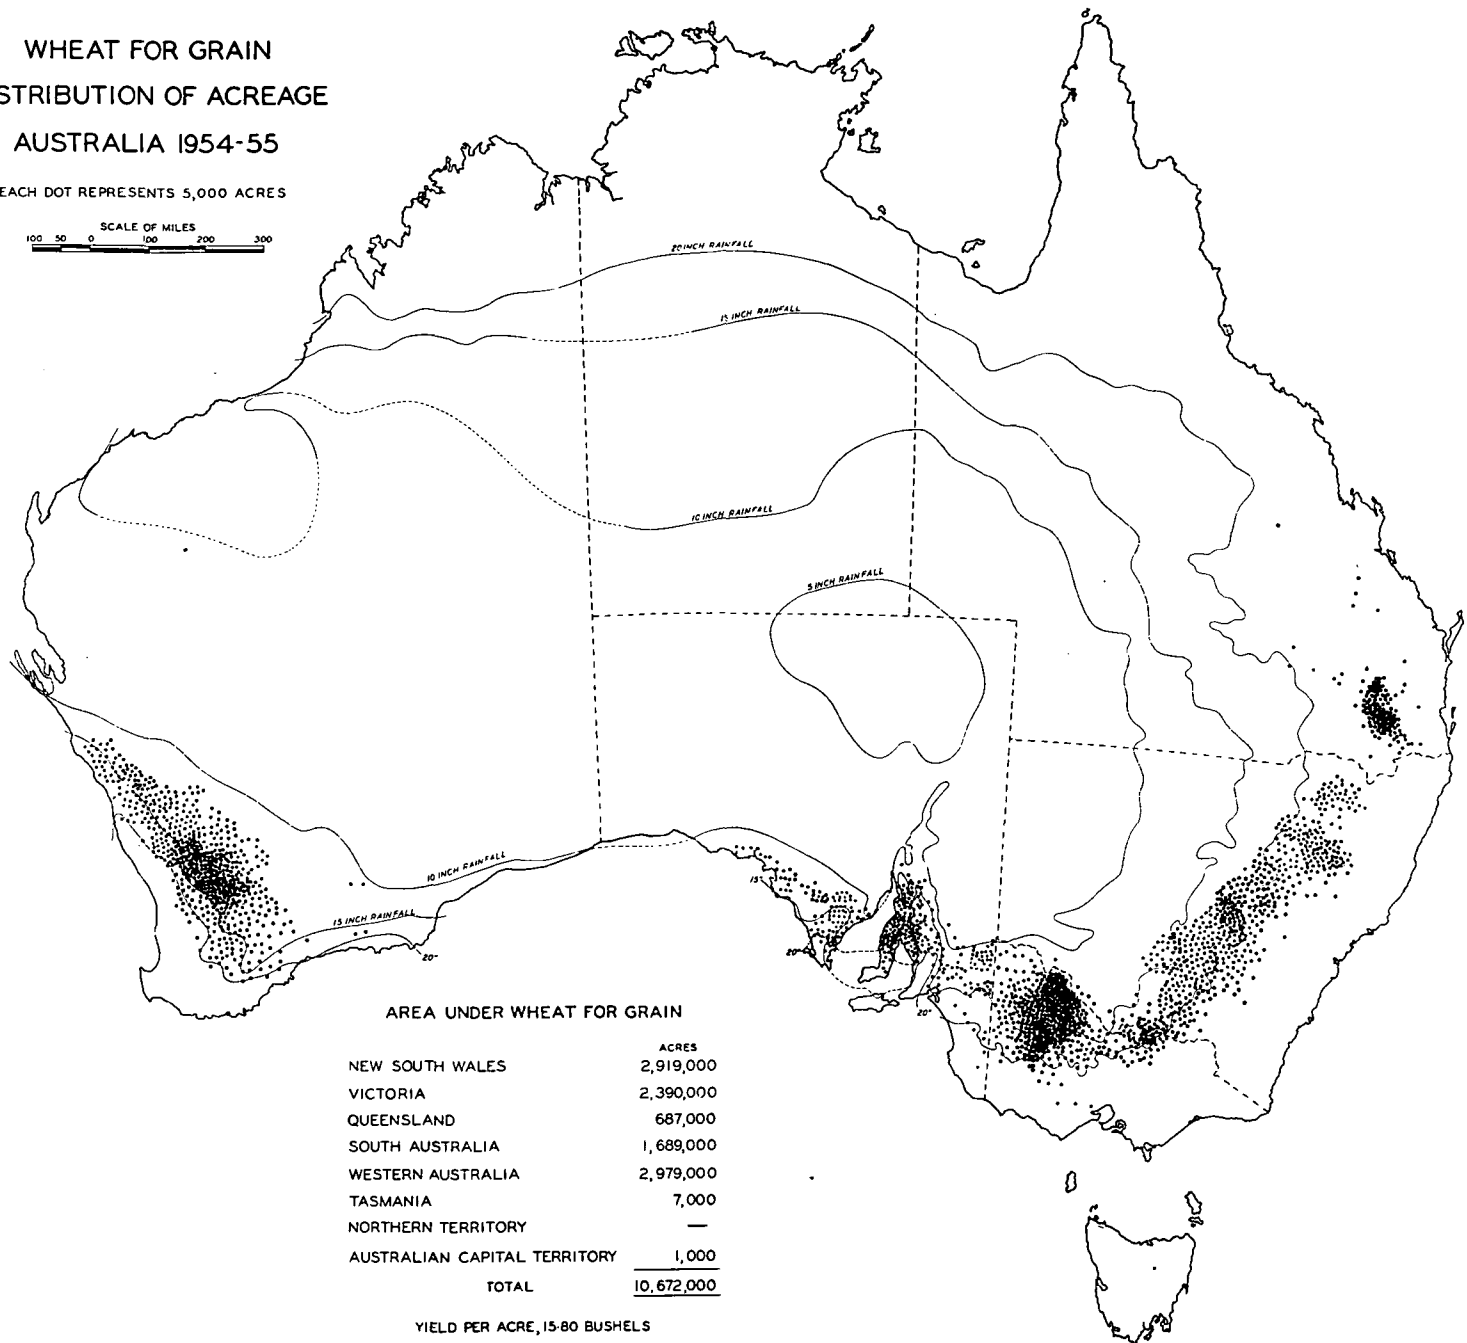 WHEAT FOR GRAIN
STRIBUTION OF ACREAGE
AUSTRALIA 1954-55
EACH DOT REPRESENTS 5,000 ACRES
SCALE OF MILES
100 50 0 100 200 300
20 INCH RAINFALL
15 INCH RAINFALL
10 INCH RAINFALL
5 INCH RAINFALL
10 INCH RAINFALL
15 INCH RAINFALL
20"
15"
20"
20"
AREA UNDER WHEAT FOR GRAIN
ACRES
NEW SOUTH WALES 2,919,000
VICTORIA 2,390,000
QUEENSLAND 687,000
SOUTH AUSTRALIA 1,689,000
WESTERN AUSTRALIA 2,979,000
TASMANIA 7,000
NORTHERN TERRITORY —
AUSTRALIAN CAPITAL TERRITORY 1,000
TOTAL 10,672,000
YIELD PER ACRE, 15·80 BUSHELS